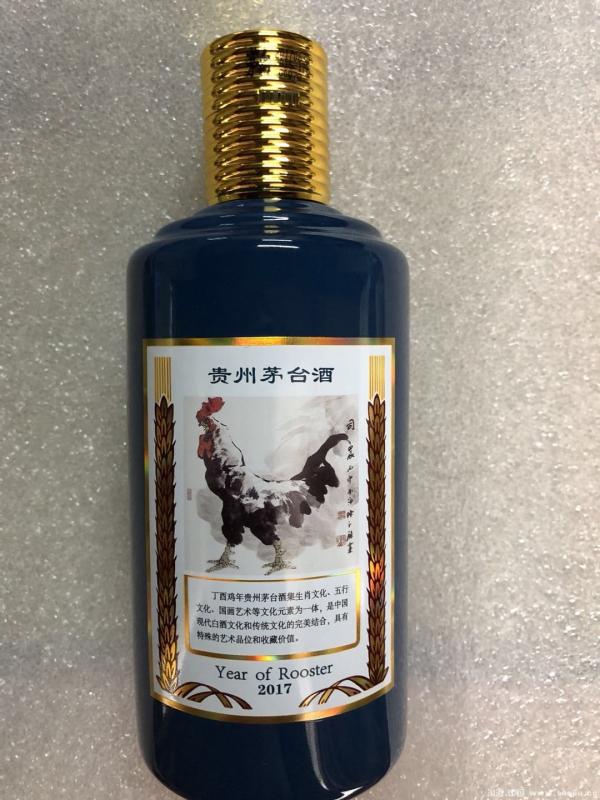 贵州茅台酒
丁酉鸡年贵州茅台酒集生肖文化、五行
文化、国画艺术等文化元素为一体，是中国
现代白酒文化和传统文化的完美结合，具有
特殊的艺术品位和收藏价值。
Year of Rooster
2017